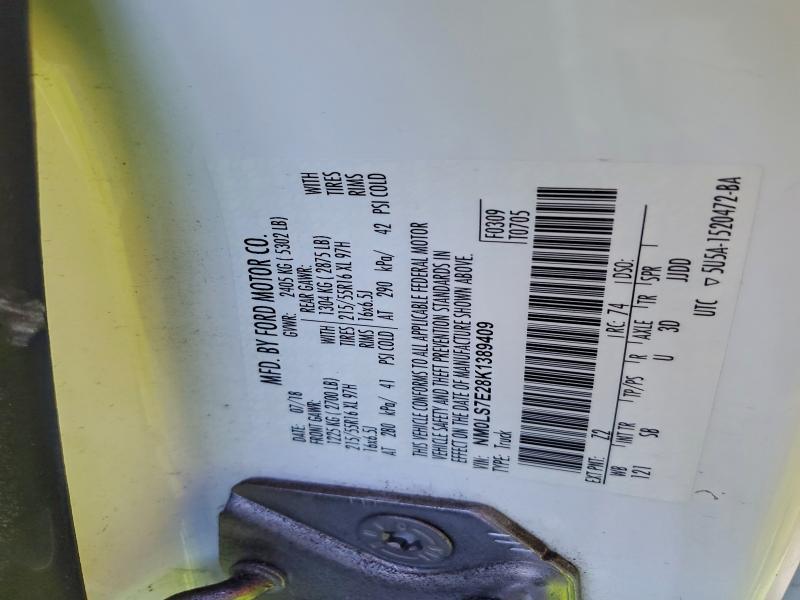 MFD. BY FORD MOTOR CO.
DATE: 07/18 GVWR: 2405 KG ( 5302 LB)
FRONT GAWR: REAR GAWR:
1225 KG ( 2700 LB) WITH 1304 KG ( 2875 LB) WITH
215/55R16 XL 97H TIRES 215/55R16 XL 97H TIRES
16x6.5J RIMS 16x6.5J RIMS
AT 280 kPa/ 41 PSI COLD AT 290 kPa/ 42 PSI COLD
THIS VEHICLE CONFORMS TO ALL APPLICABLE FEDERAL MOTOR
VEHICLE SAFETY AND THEFT PREVENTION STANDARDS IN
EFFECT ON THE DATE OF MANUFACTURE SHOWN ABOVE.
VIN: NM0LS7E28K1389409
TYPE: Truck
F0309
T0705
EXT PNT: Z2 RC: 74 DSO:
WB INT TR TP/PS R AXLE TR SPR
121 SB U 3D JJDD
UTC ▽ 5U5A-1520472-BA